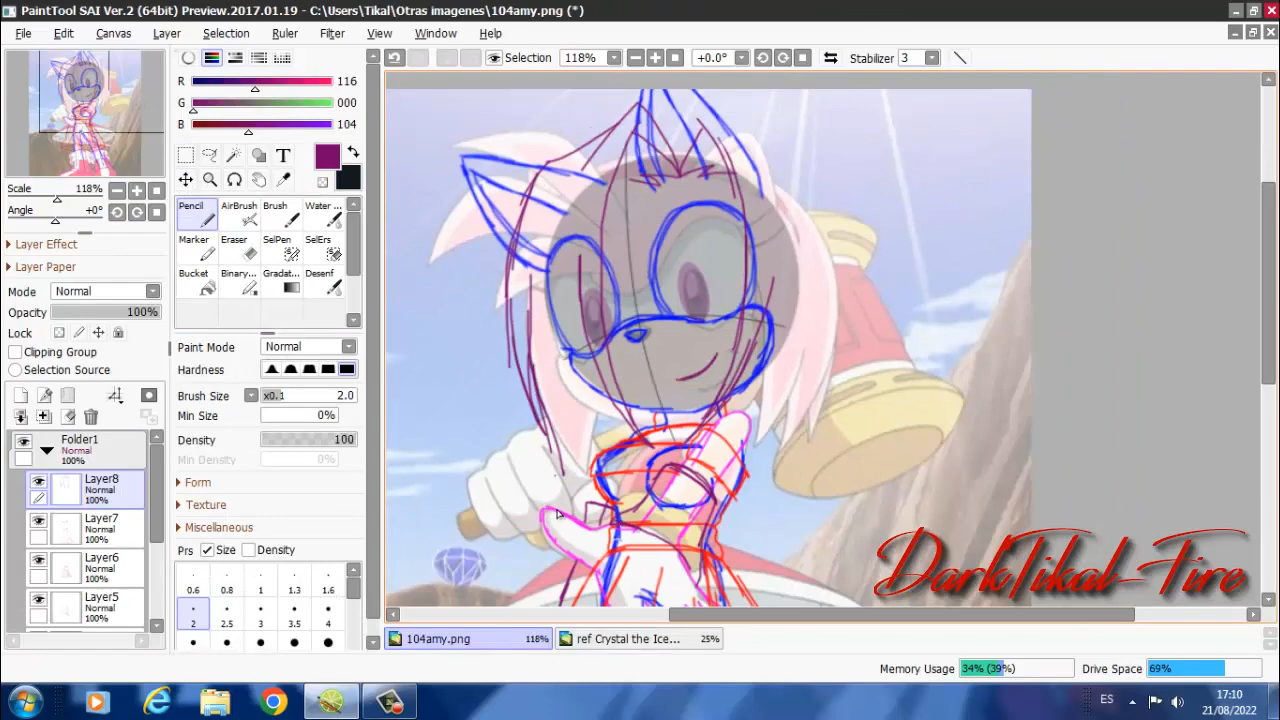 PaintTool SAI Ver.2 (64bit) Preview.2017.01.19 - C:\Users\Tikal\Otras imagenes\104amy.png (*)
File Edit Canvas Layer Selection Ruler Filter View Window Help
Selection 118% +0.0° Stabilizer 3
R 116
G 000
B 104
T
Scale 118%
Angle +0°
Layer Effect
Layer Paper
Mode Normal
Opacity 100%
Lock
Clipping Group
Selection Source
Folder1
Normal
100%
Layer8
Normal
100%
Layer7
Normal
100%
Layer6
Normal
100%
Layer5
Normal
100%
Pencil AirBrush Brush Water ...
Marker Eraser SelPen SelErs
Bucket Binary... Gradat... Desenf
Paint Mode Normal
Hardness
Brush Size x0.1 2.0
Min Size 0%
Density 100
Min Density 0%
Form
Texture
Miscellaneous
Prs Size Density
0.6 0.8 1 1.3 1.6
2 2.5 3 3.5 4
DarkTikal-Fire
104amy.png 118% ref Crystal the Ice... 25%
Memory Usage 34% (39%) Drive Space 69%
ES 17:10
21/08/2022